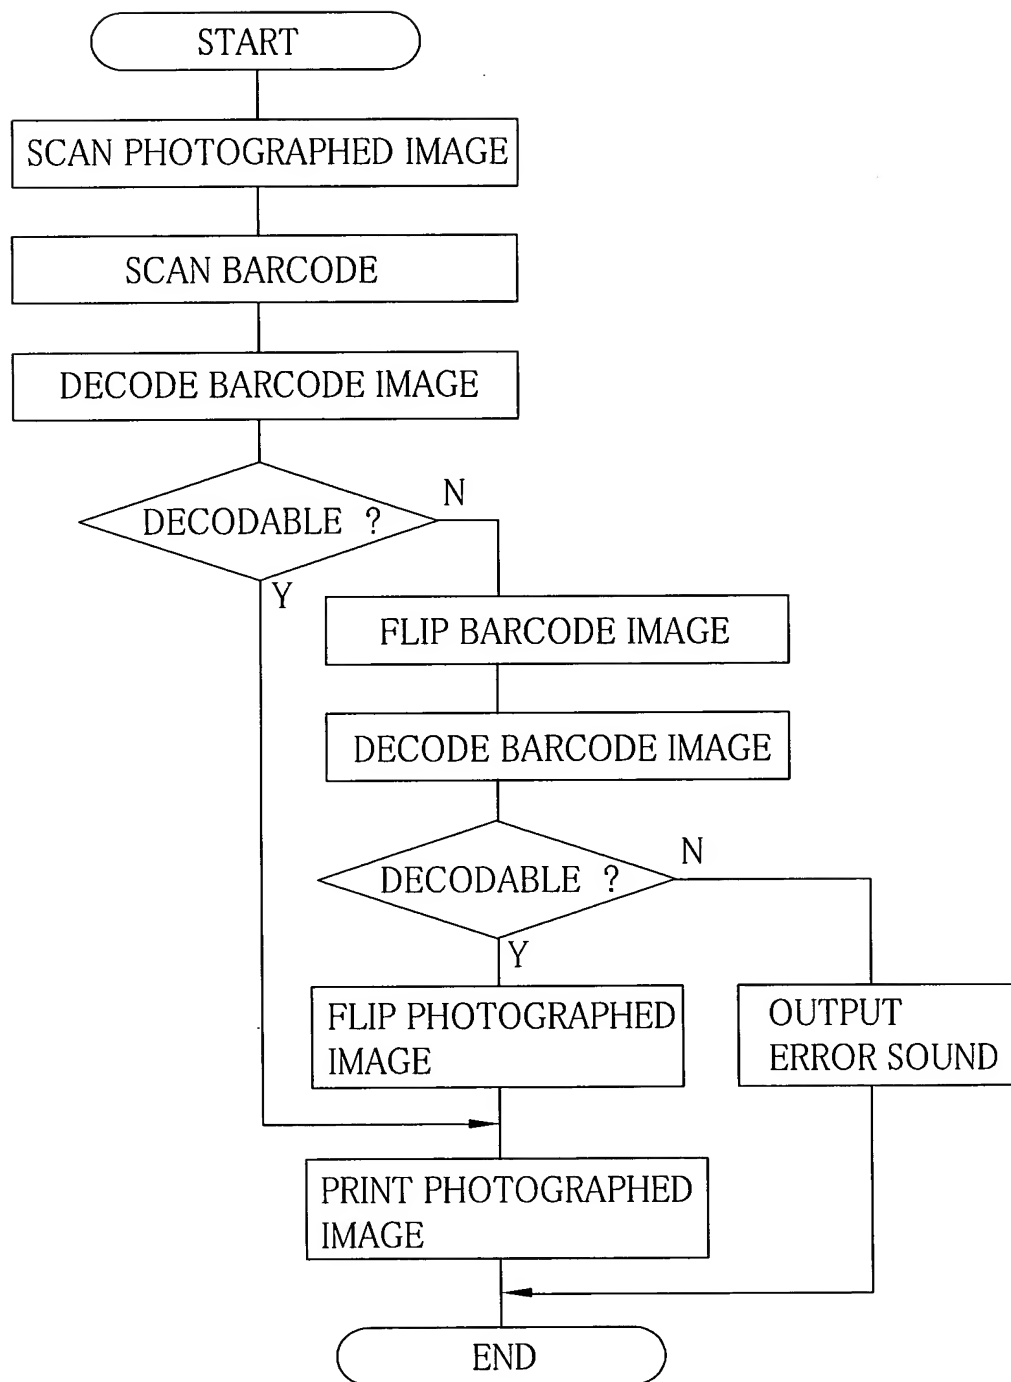 START
SCAN PHOTOGRAPHED IMAGE
SCAN BARCODE
DECODE BARCODE IMAGE
DECODABLE ?
N
Y
FLIP BARCODE IMAGE
DECODE BARCODE IMAGE
DECODABLE ?
N
Y
FLIP PHOTOGRAPHED
IMAGE
OUTPUT
ERROR SOUND
PRINT PHOTOGRAPHED
IMAGE
END